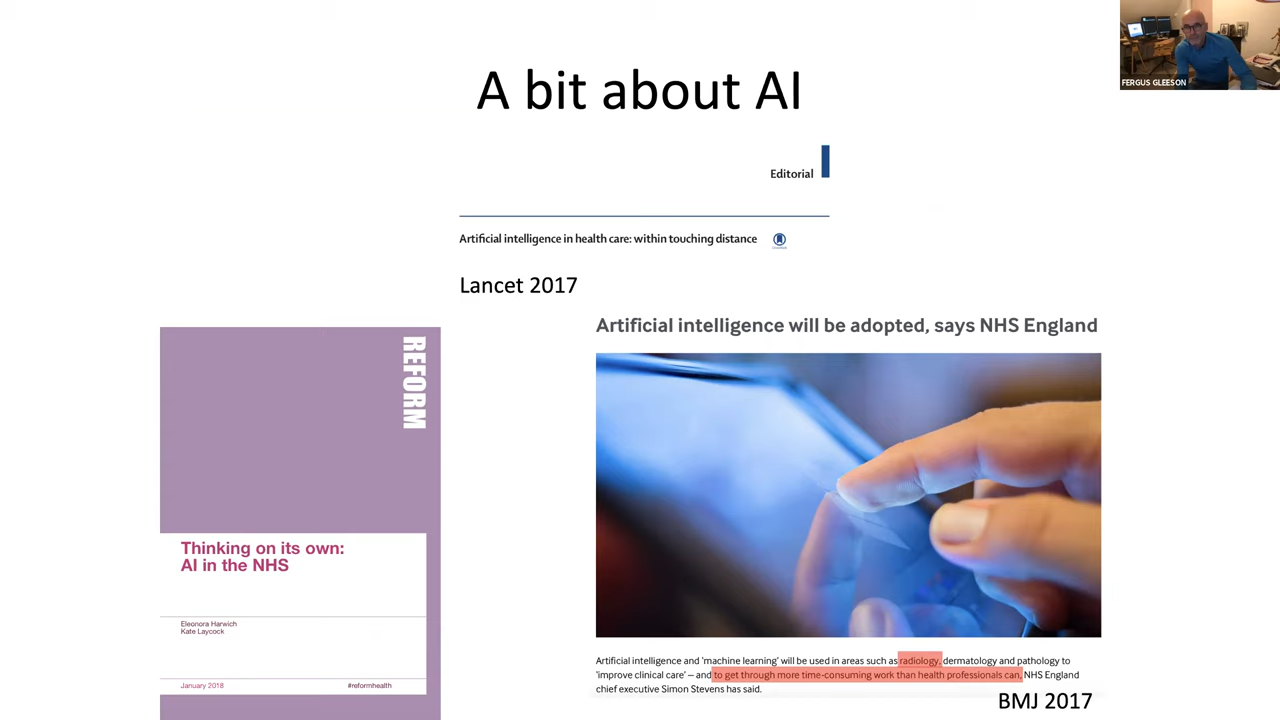 A bit about AI
FERGUS GLEESON
Editorial
Artificial intelligence in health care: within touching distance
Lancet 2017
REFORM
Thinking on its own:
AI in the NHS
Eleonora Harwich
Kate Laycock
January 2018 #reformhealth
Artificial intelligence will be adopted, says NHS England
Artificial intelligence and 'machine learning' will be used in areas such as radiology, dermatology and pathology to
'improve clinical care' – and to get through more time-consuming work than health professionals can, NHS England
chief executive Simon Stevens has said.
BMJ 2017